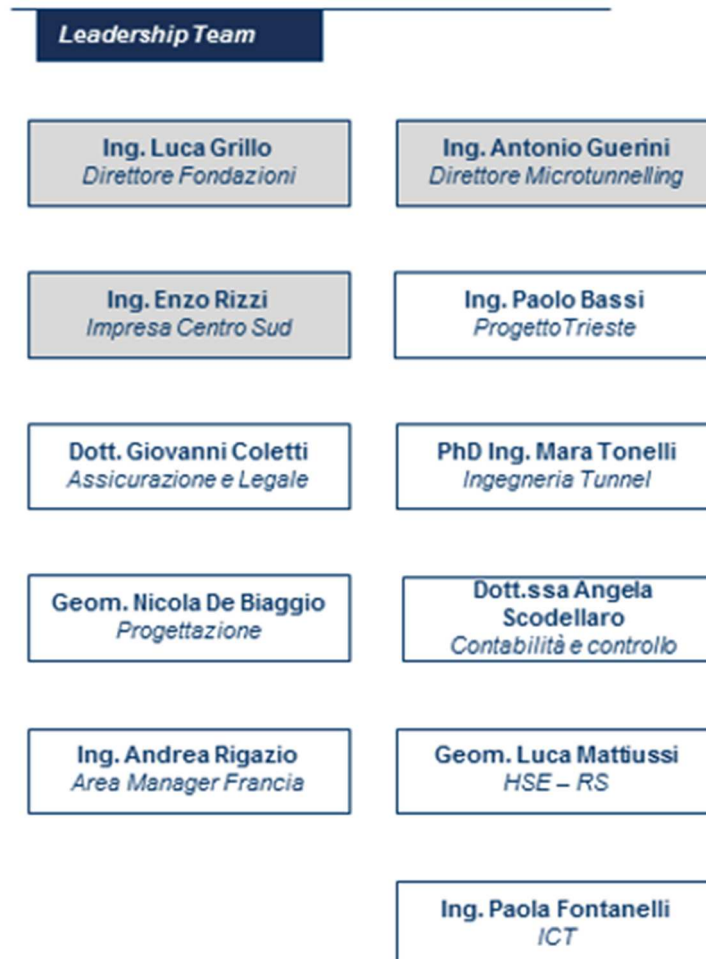 Leadership Team
Ing. Luca Grillo
Direttore Fondazioni
Ing. Antonio Guerini
Direttore Microtunnelling
Ing. Enzo Rizzi
Impresa Centro Sud
Ing. Paolo Bassi
ProgettoTrieste
Dott. Giovanni Coletti
Assicurazione e Legale
PhD Ing. Mara Tonelli
Ingegneria Tunnel
Geom. Nicola De Biaggio
Progettazione
Dott.ssa Angela
Scodellaro
Contabilità e controllo
Ing. Andrea Rigazio
Area Manager Francia
Geom. Luca Mattiussi
HSE – RS
Ing. Paola Fontanelli
ICT